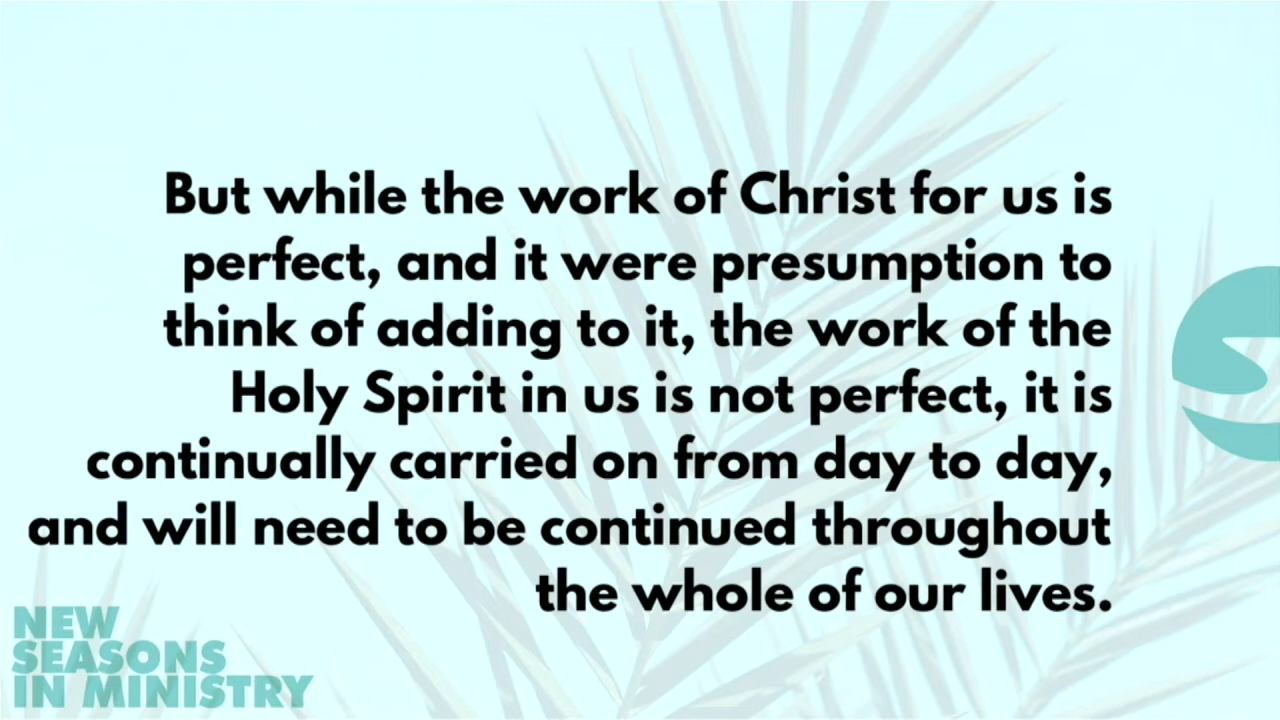 But while the work of Christ for us is
perfect, and it were presumption to
think of adding to it, the work of the
Holy Spirit in us is not perfect, it is
continually carried on from day to day,
and will need to be continued throughout
the whole of our lives.
NEW
SEASONS
IN MINISTRY